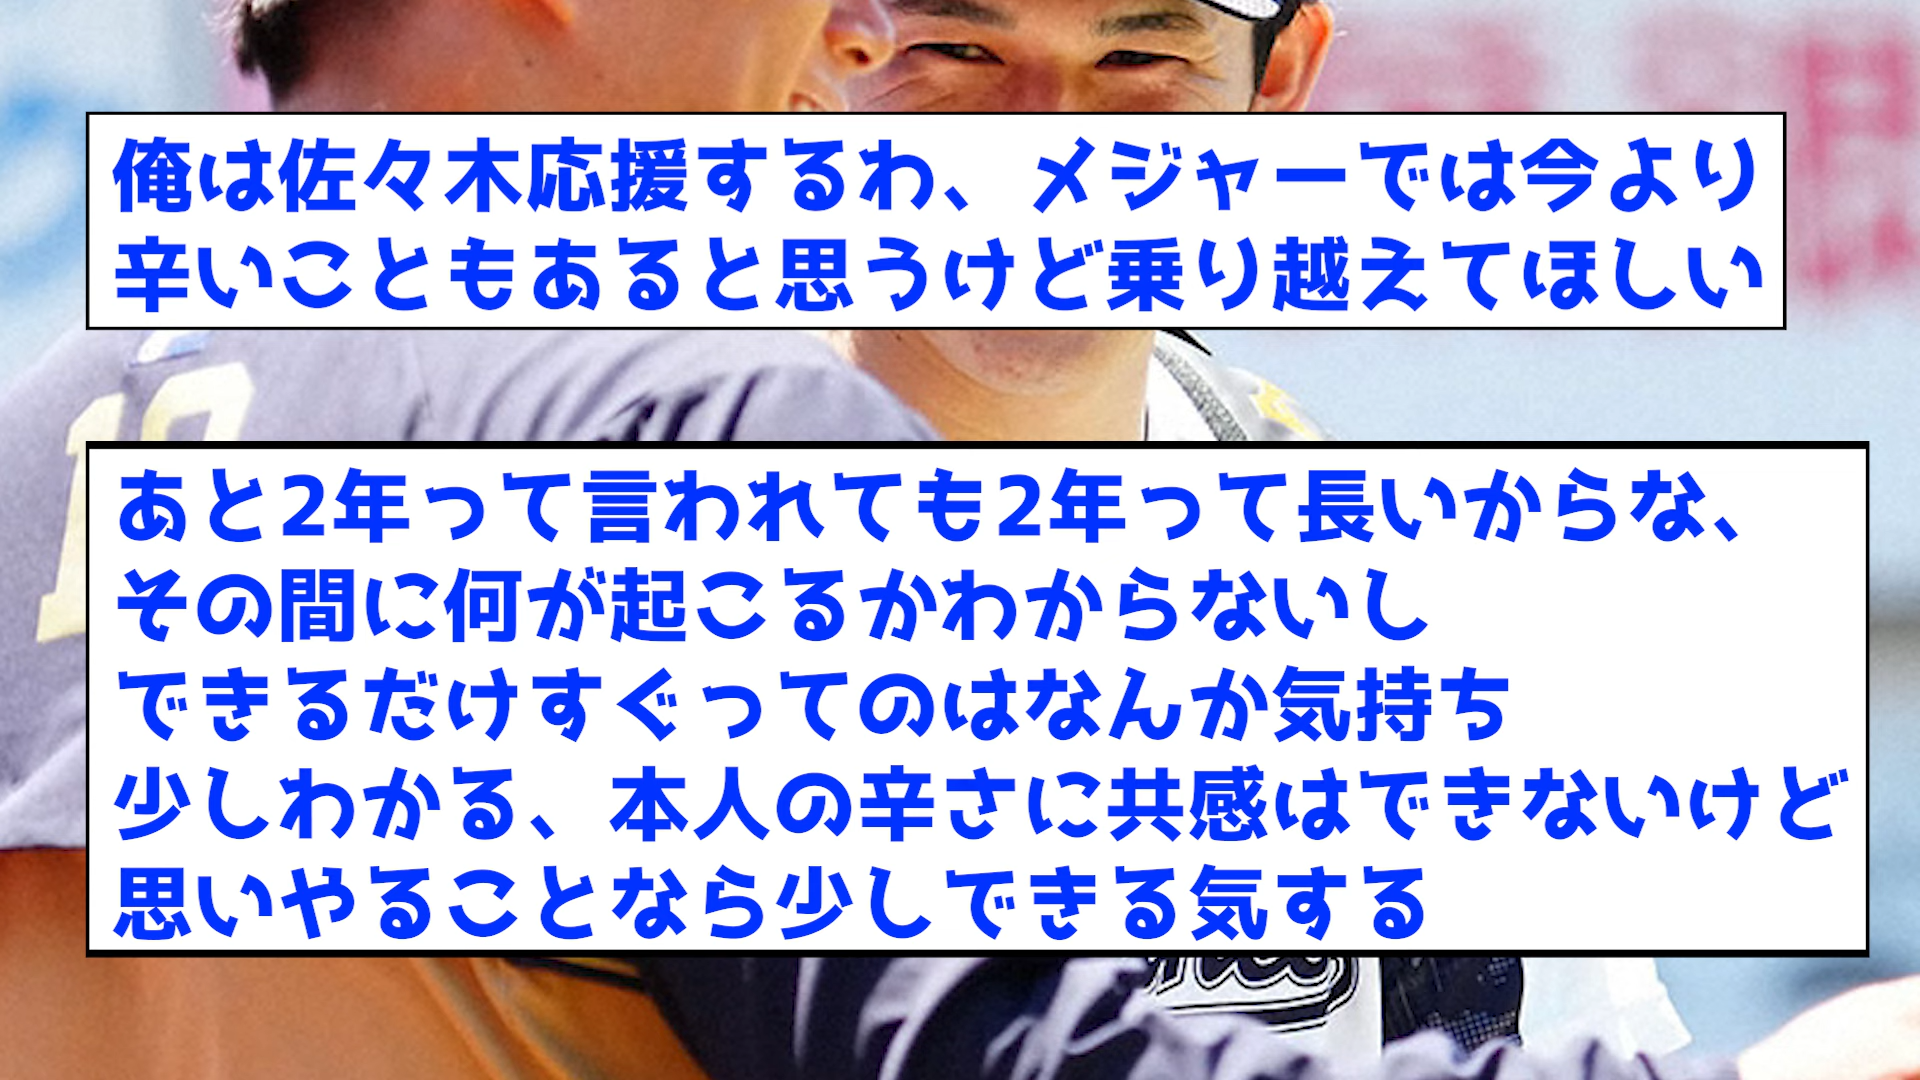 俺は佐々木応援するわ、メジャーでは今より
辛いこともあると思うけど乗り越えてほしい
あと2年って言われても2年って長いからな、
その間に何が起こるかわからないし
できるだけすぐってのはなんか気持ち
少しわかる、本人の辛さに共感はできないけど
思いやることなら少しできる気する